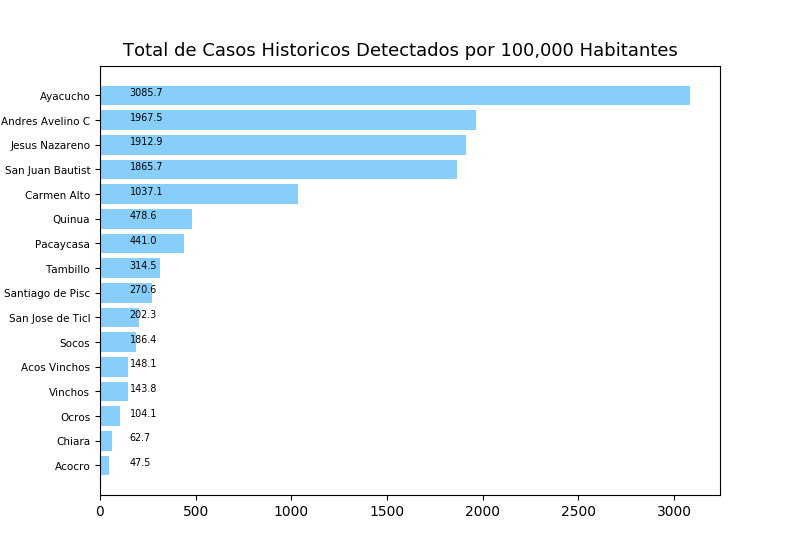 Total de Casos Historicos Detectados por 100,000 Habitantes
Ayacucho 3085.7
Andres Avelino C 1967.5
Jesus Nazareno 1912.9
San Juan Bautist 1865.7
Carmen Alto 1037.1
Quinua 478.6
Pacaycasa 441.0
Tambillo 314.5
Santiago de Pisc 270.6
San Jose de Ticl 202.3
Socos 186.4
Acos Vinchos 148.1
Vinchos 143.8
Ocros 104.1
Chiara 62.7
Acocro 47.5
0 500 1000 1500 2000 2500 3000